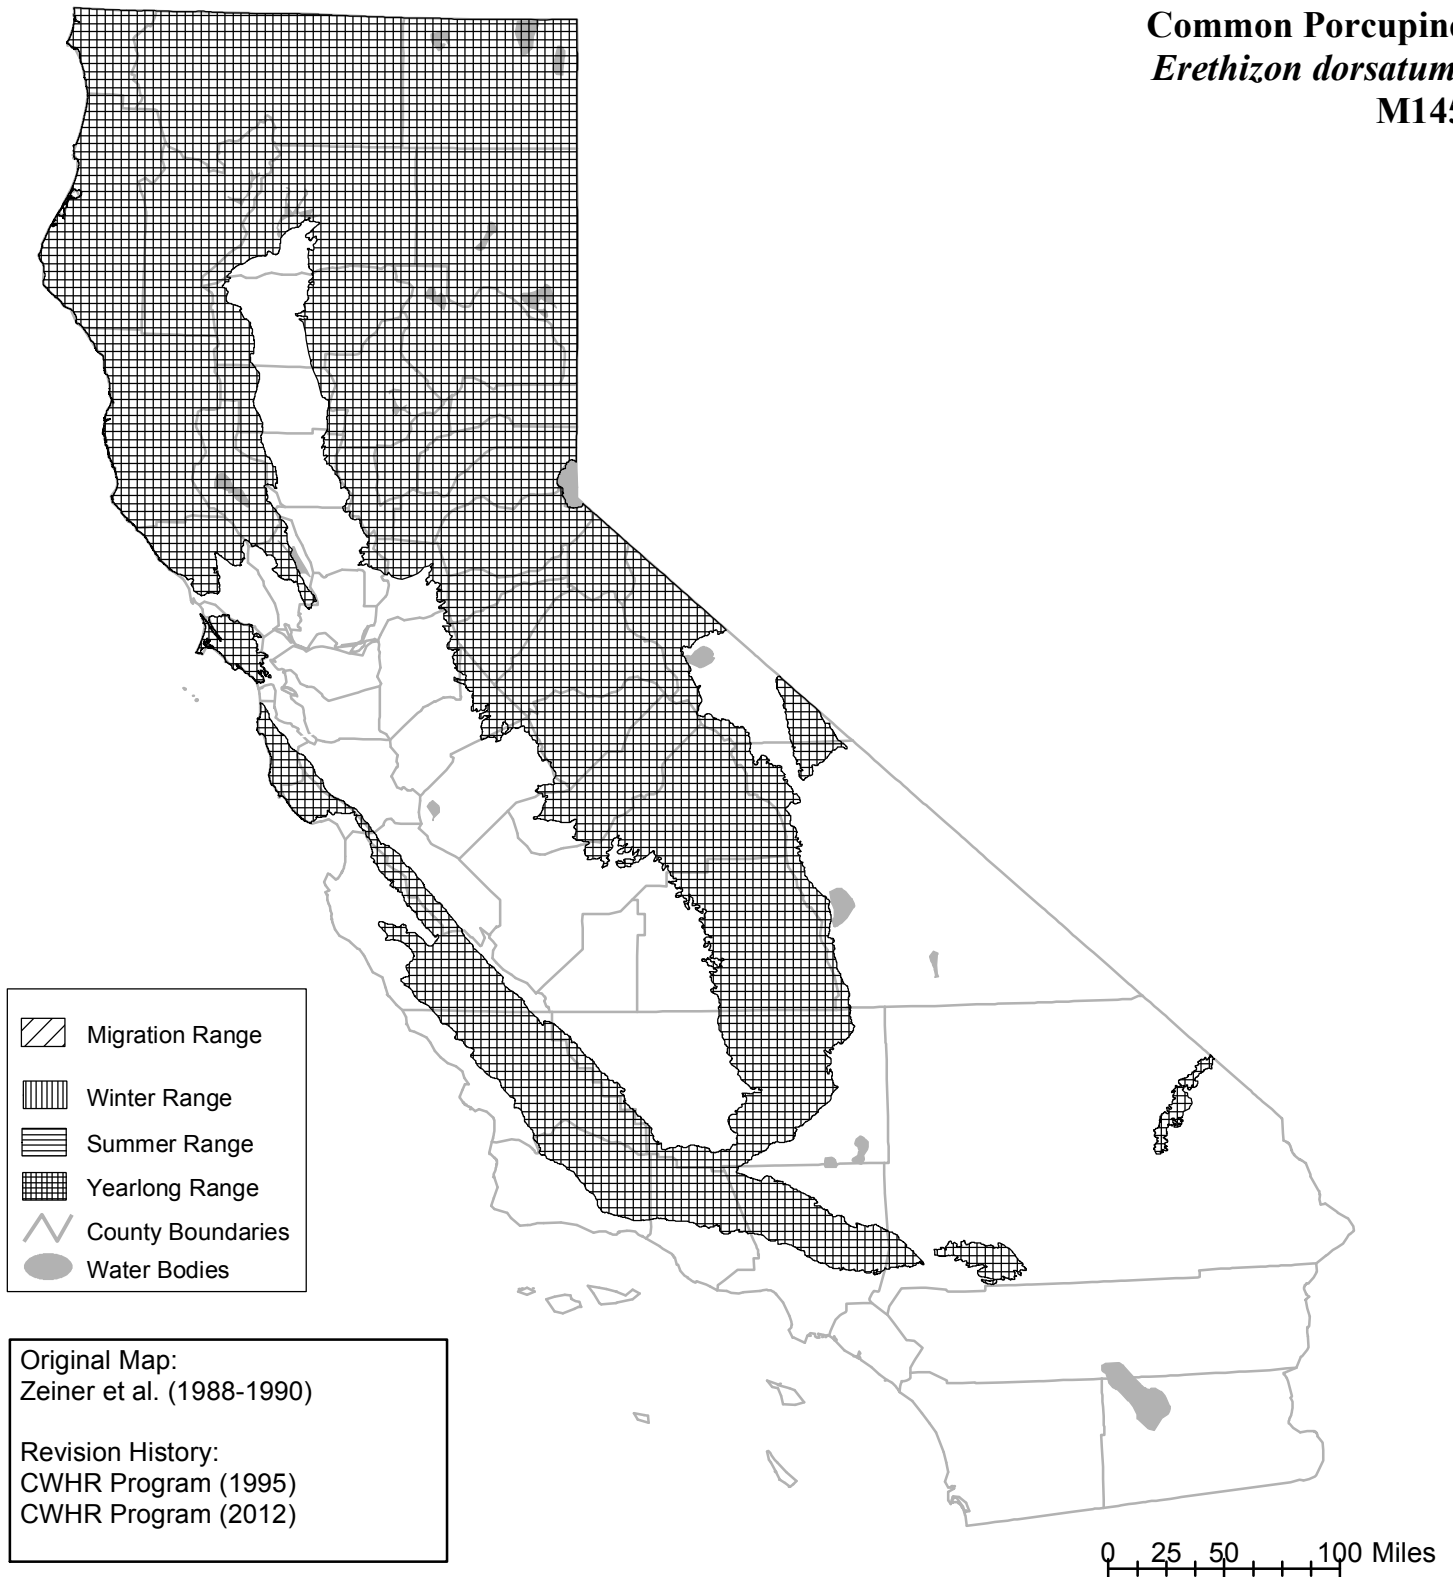 Common Porcupine
Erethizon dorsatum
M145
Migration Range
Winter Range
Summer Range
Yearlong Range
County Boundaries
Water Bodies
Original Map:
Zeiner et al. (1988-1990)
Revision History:
CWHR Program (1995)
CWHR Program (2012)
0 25 50 100 Miles